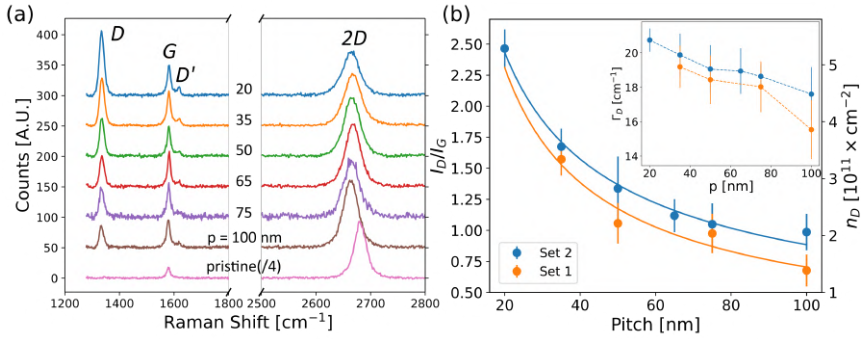 (a)
D
G
D'
2D
20
35
50
65
75
p = 100 nm
pristine(/4)
400
350
300
250
200
150
100
50
0
Counts [A.U.]
1200
1400
1600
1800
2500
2600
2700
2800
Raman Shift [cm⁻¹]
(b)
2.50
2.25
2.00
1.75
1.50
1.25
1.00
0.75
0.50
I_D/I_G
20
40
60
80
100
Pitch [nm]
5
4
3
2
1
n_D [10¹¹ × cm⁻²]
Set 2
Set 1
20
18
16
14
Γ_D [cm⁻¹]
20
40
60
80
100
p [nm]